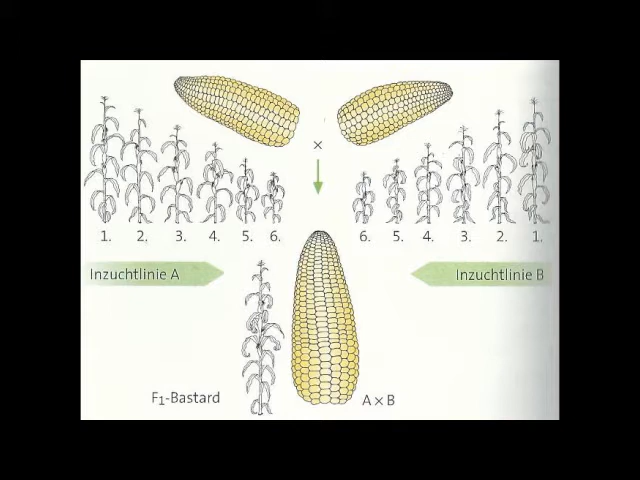 ×
1. 2. 3. 4. 5. 6. 6. 5. 4. 3. 2. 1.
Inzuchtlinie A
Inzuchtlinie B
F1-Bastard
A × B